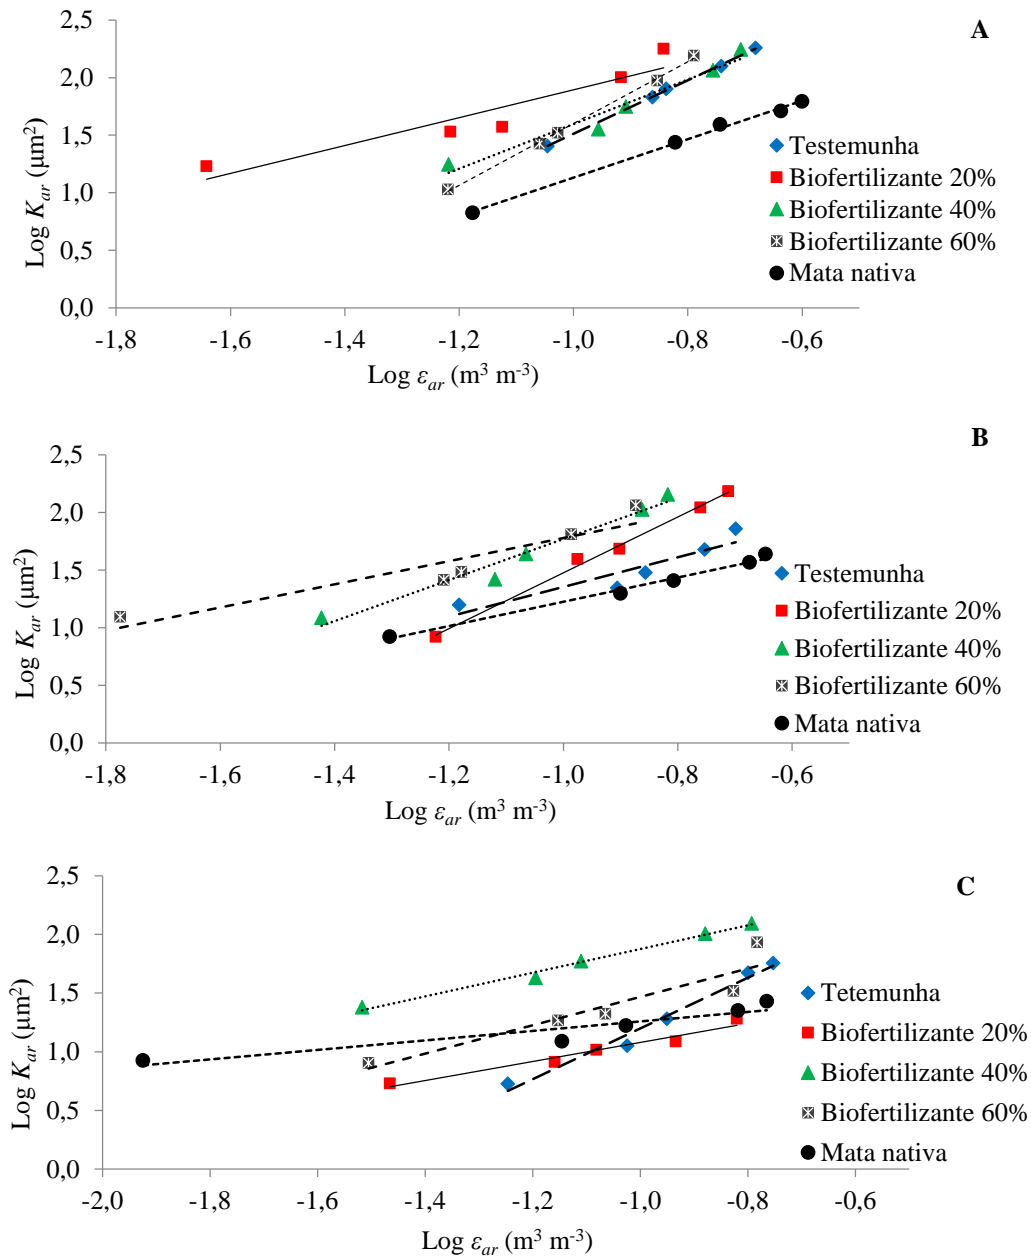 A
2,5
2,0
1,5
1,0
0,5
0,0
Log K_ar (μm²)
-1,8 -1,6 -1,4 -1,2 -1,0 -0,8 -0,6
Log ε_ar (m³ m⁻³)
Testemunha
Biofertilizante 20%
Biofertilizante 40%
Biofertilizante 60%
Mata nativa
B
2,5
2,0
1,5
1,0
0,5
0,0
Log K_ar (μm²)
-1,8 -1,6 -1,4 -1,2 -1,0 -0,8 -0,6
Log ε_ar (m³ m⁻³)
Testemunha
Biofertilizante 20%
Biofertilizante 40%
Biofertilizante 60%
Mata nativa
C
2,5
2,0
1,5
1,0
0,5
0,0
Log K_ar (μm²)
-2,0 -1,8 -1,6 -1,4 -1,2 -1,0 -0,8 -0,6
Log ε_ar (m³ m⁻³)
Tetemunha
Biofertilizante 20%
Biofertilizante 40%
Biofertilizante 60%
Mata nativa